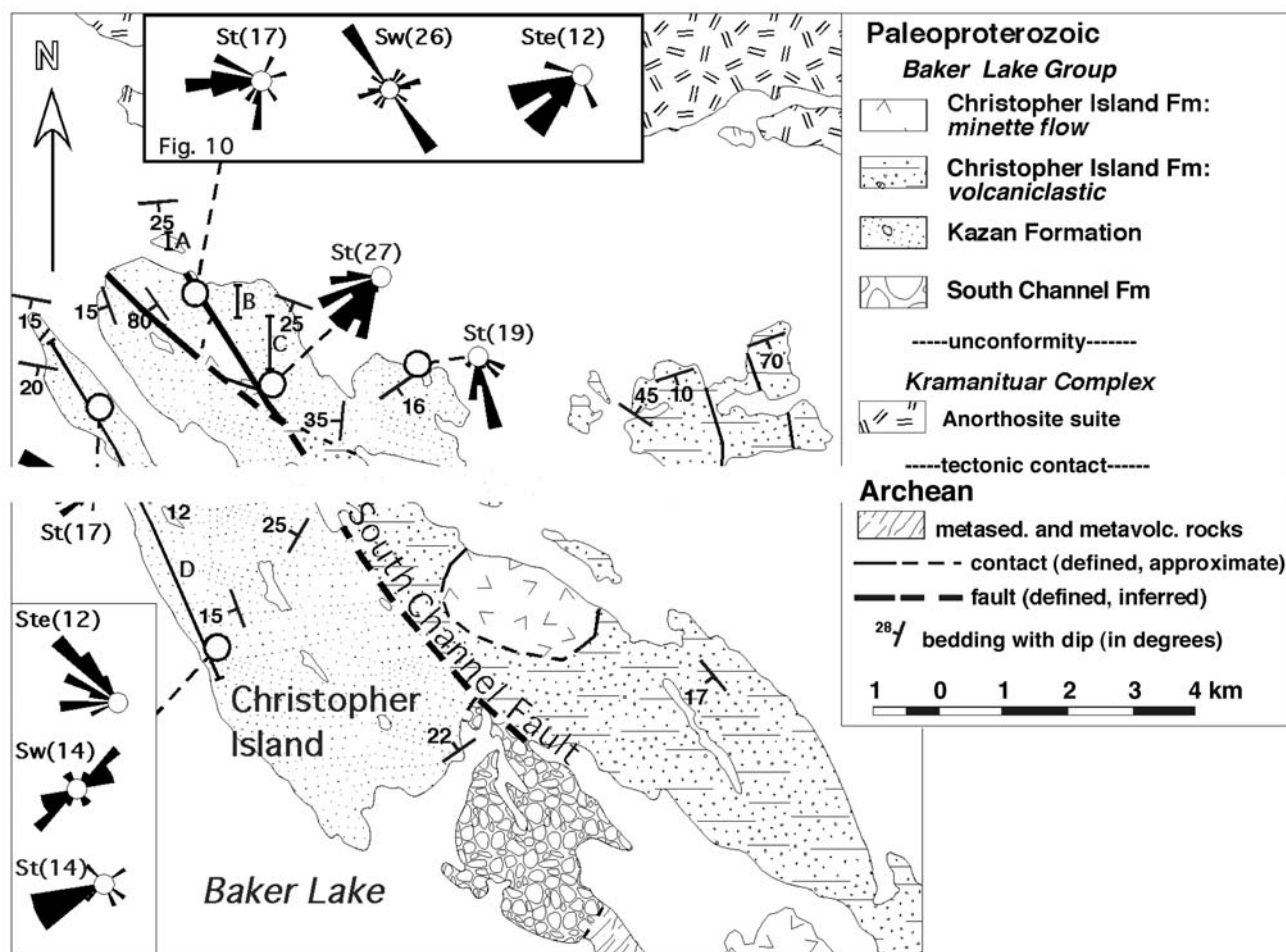 St(17)
Sw(26)
Ste(12)
Fig. 10
N
25
A
St(27)
B
15
80
25
15
C
St(19)
20
16
35
45
10
70
St(17)
12
25
D
15
South Channel Fault
17
22
Christopher
Island
Ste(12)
Sw(14)
St(14)
Baker Lake
Paleoproterozoic
Baker Lake Group
Christopher Island Fm:
minette flow
Christopher Island Fm:
volcaniclastic
Kazan Formation
South Channel Fm
-----unconformity-------
Kramanituar Complex
Anorthosite suite
-----tectonic contact------
Archean
metased. and metavolc. rocks
contact (defined, approximate)
fault (defined, inferred)
28 bedding with dip (in degrees)
1 0 1 2 3 4 km